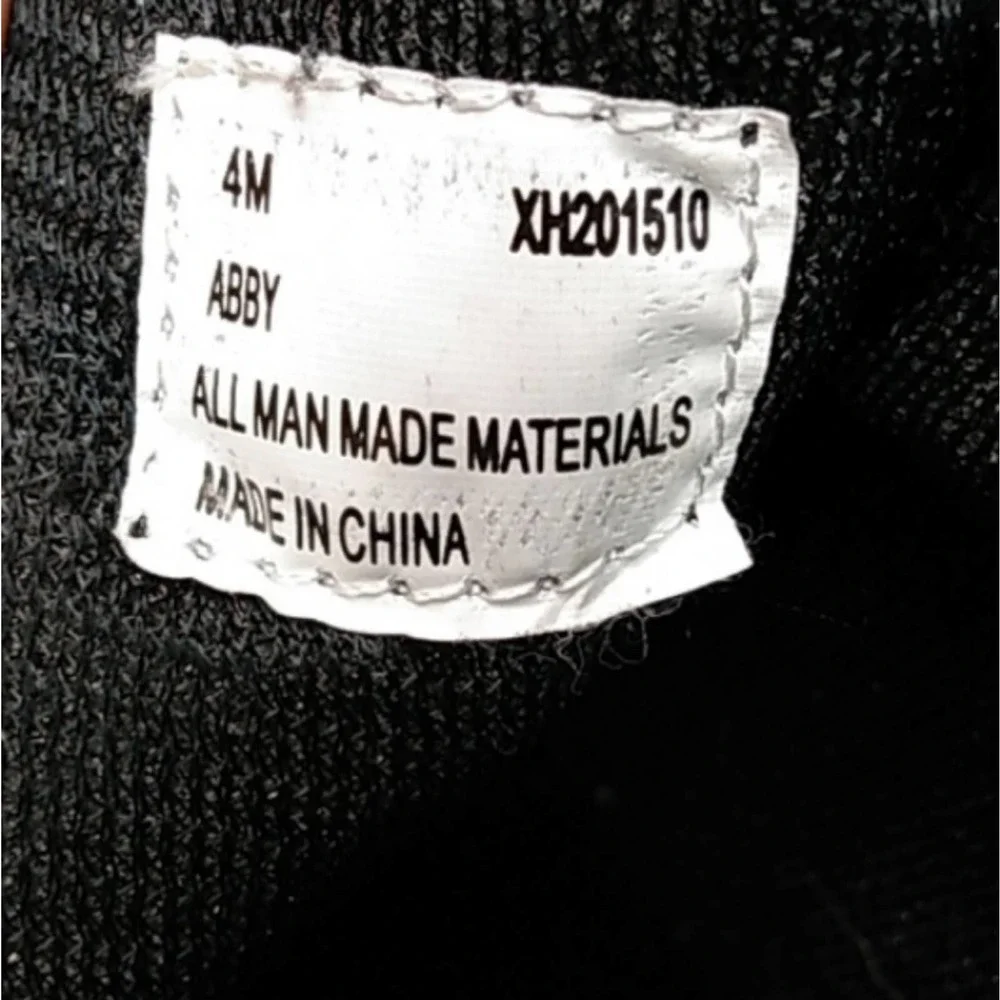 4M XH201510
ABBY
ALL MAN MADE MATERIALS
MADE IN CHINA